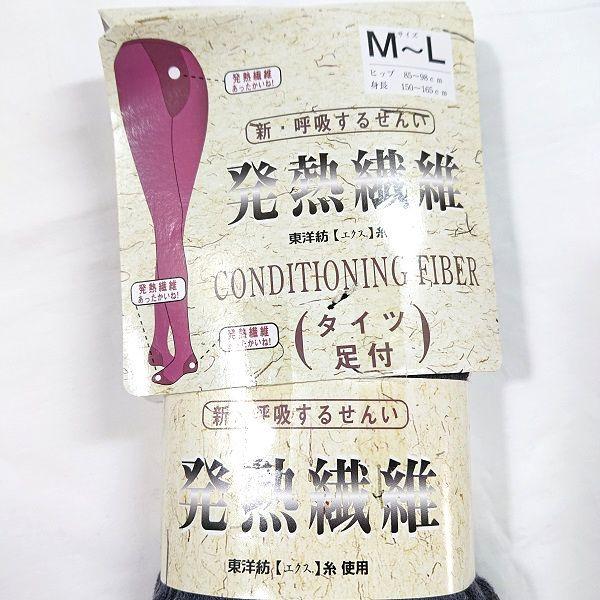 サイズ
M～L
ヒップ 85～98cm
身長 150～165cm
発熱繊維
あったかいね!
新・呼吸するせんい
発熱繊維
東洋紡【エクス】糸
CONDITIONING FIBER
発熱繊維
あったかいね!
発熱繊維
あったかいね!
(タイツ
足付)
新・呼吸するせんい
発熱繊維
東洋紡【エクス】糸 使用